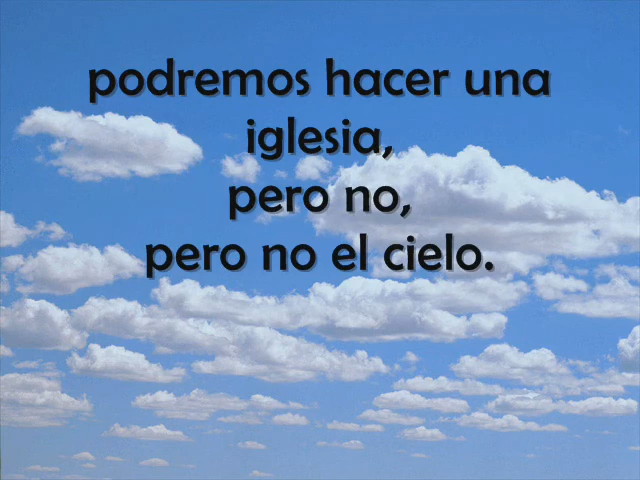 podremos hacer una
iglesia,
pero no,
pero no el cielo.